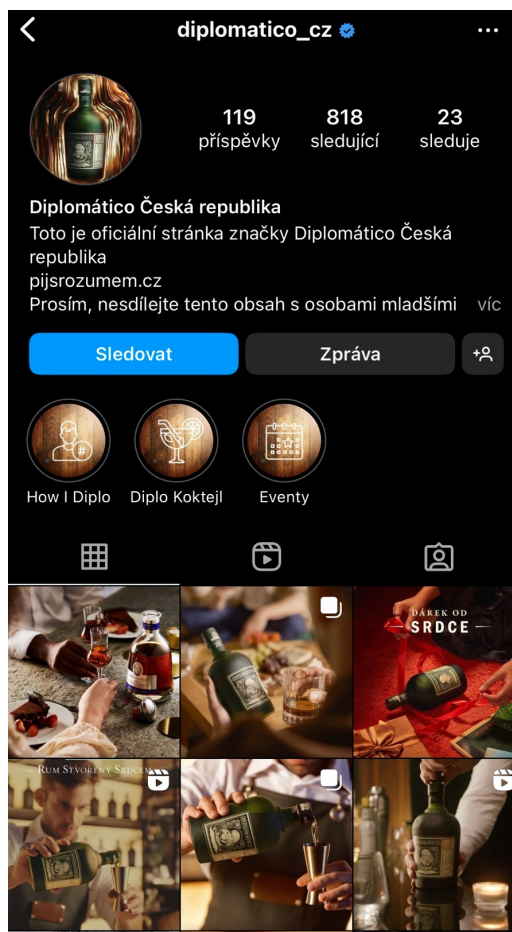 diplomatico_cz
119
příspěvky
818
sledující
23
sleduje
Diplomático Česká republika
Toto je oficiální stránka značky Diplomático Česká
republika
pijsrozumem.cz
Prosím, nesdílejte tento obsah s osobami mladšími víc
Sledovat
Zpráva
#
How I Diplo
Diplo Koktejl
Eventy
DÁREK OD
SRDCE
RUM STVOŘENÝ SRDCEM